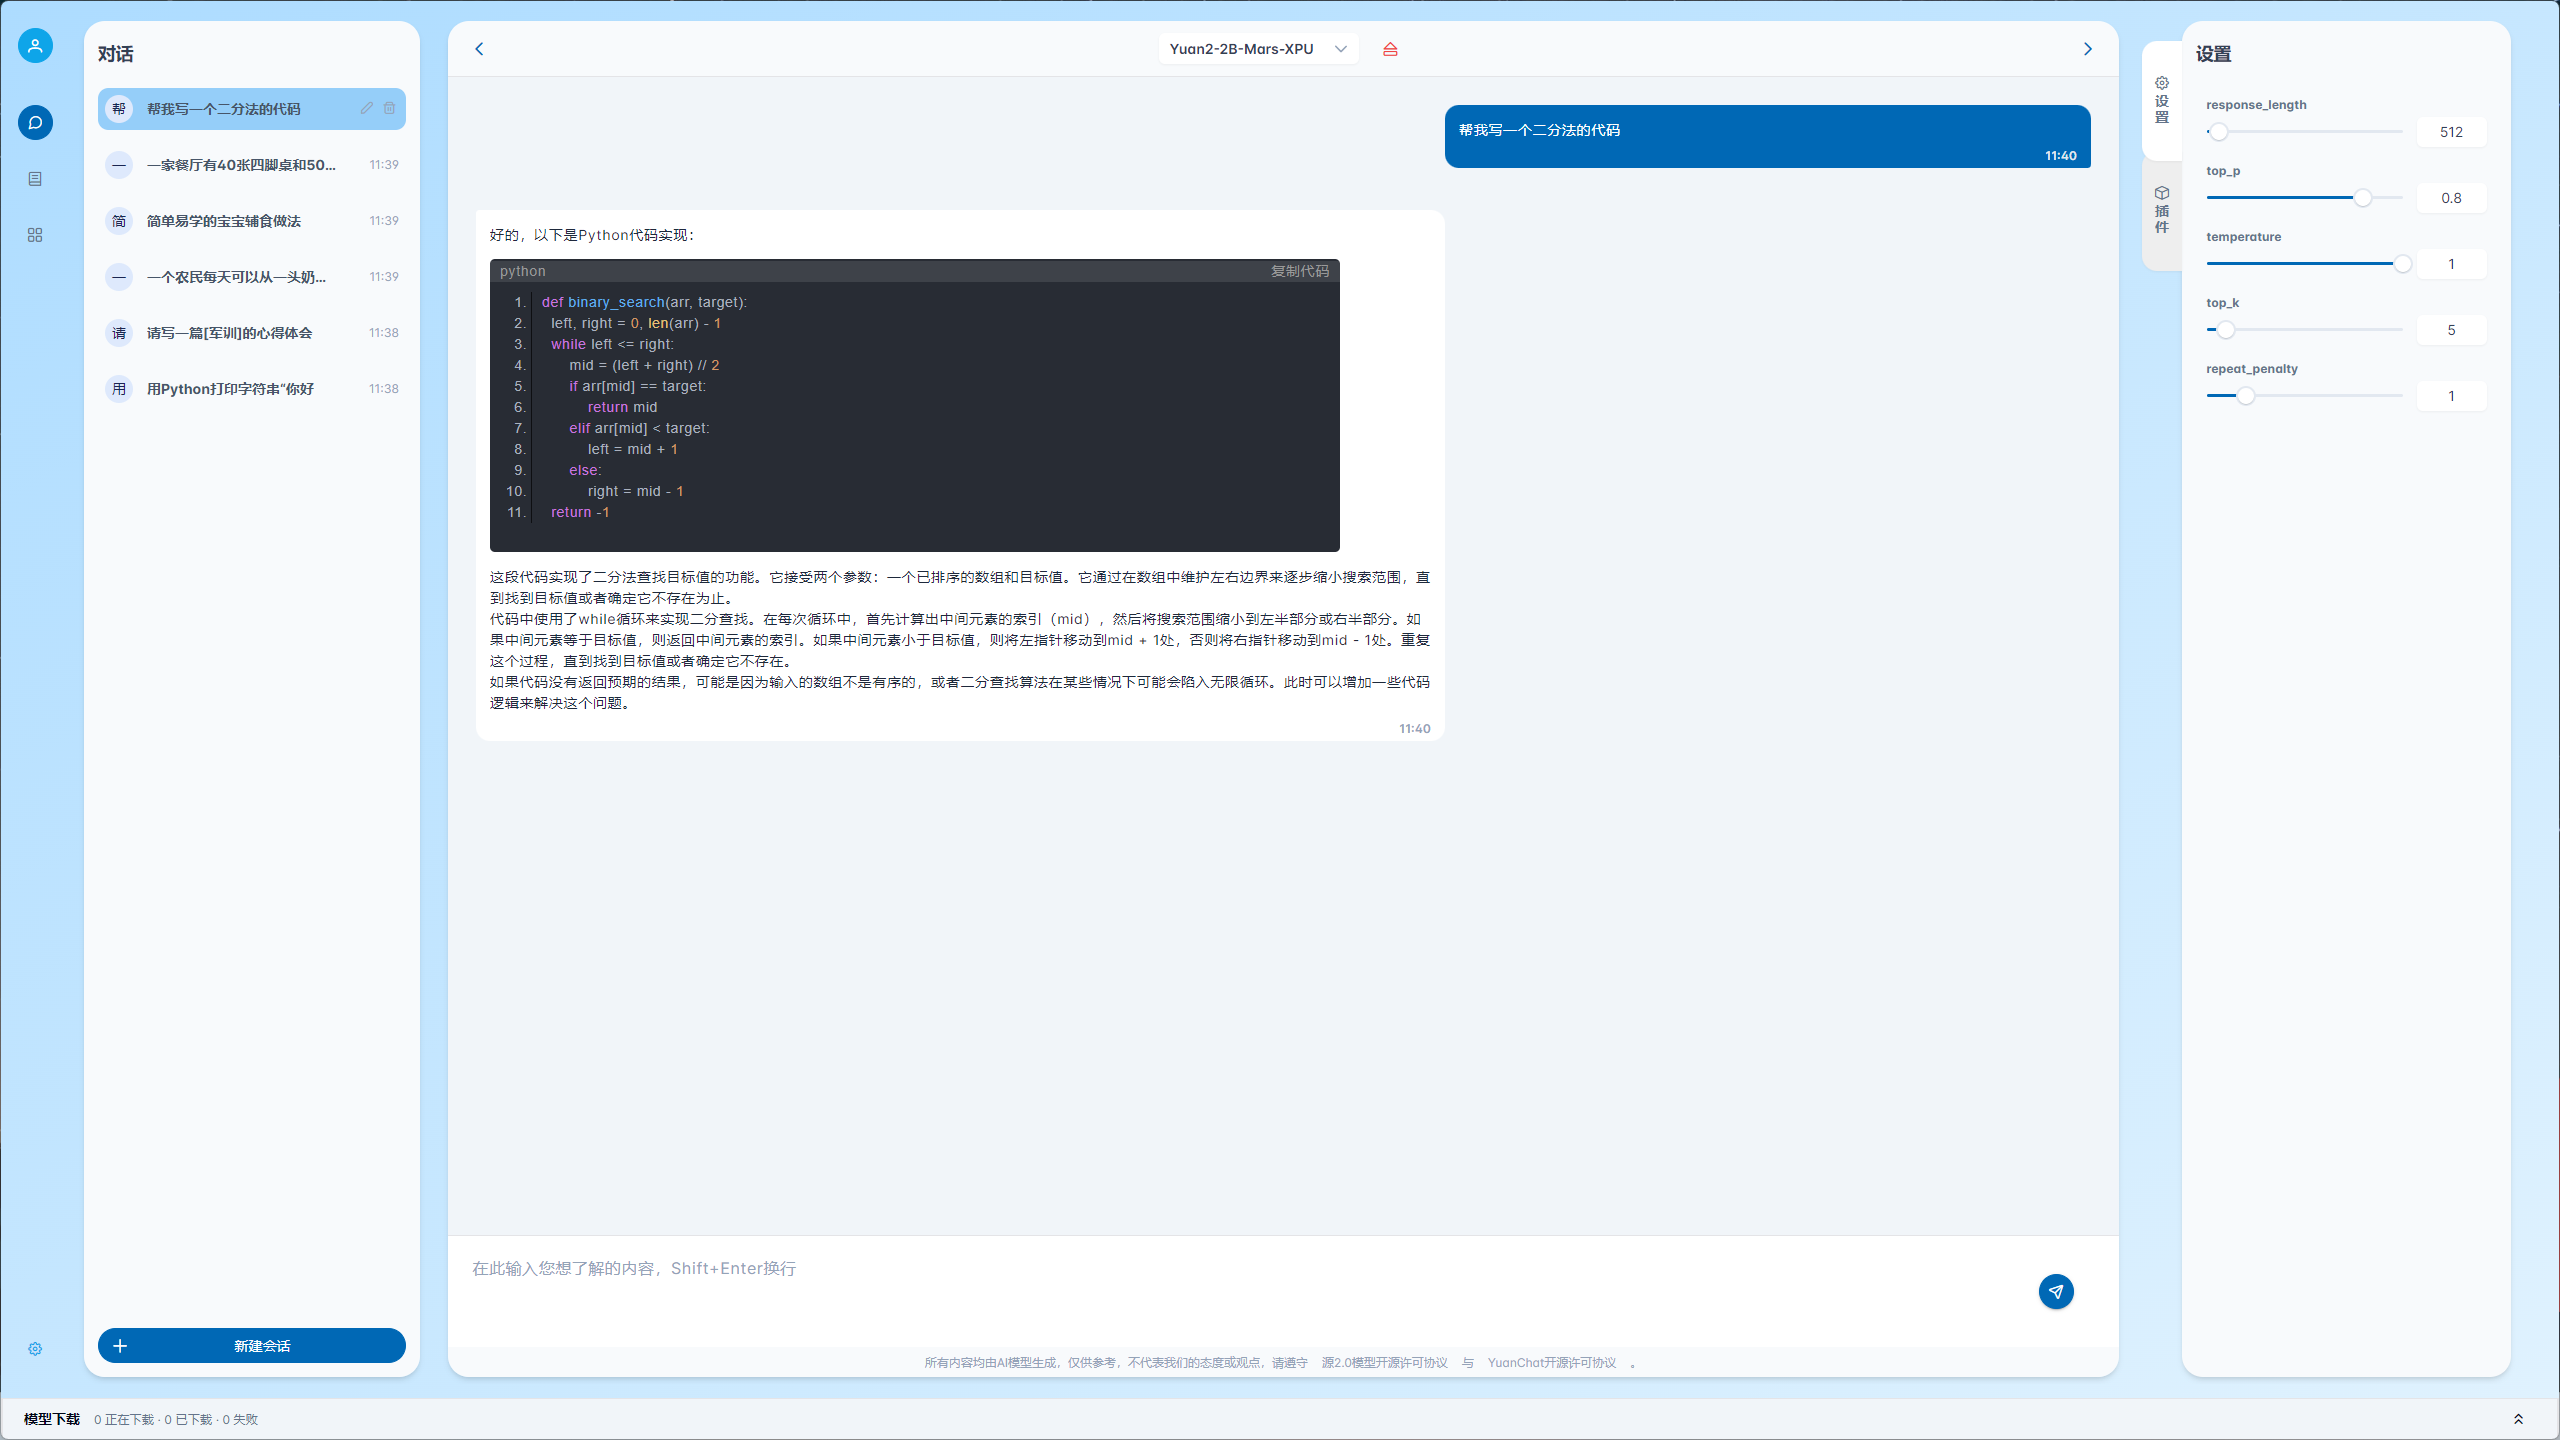 对话
帮 帮我写一个二分法的代码
一 一家餐厅有40张四脚桌和50... 11:39
简 简单易学的宝宝辅食做法 11:39
一 一个农民每天可以从一头奶... 11:39
请 请写一篇[军训]的心得体会 11:38
用 用Python打印字符串“你好 11:38
新建会话
Yuan2-2B-Mars-XPU
帮我写一个二分法的代码
11:40
好的，以下是Python代码实现：
python 复制代码
1. def binary_search(arr, target):
2. left, right = 0, len(arr) - 1
3. while left <= right:
4. mid = (left + right) // 2
5. if arr[mid] == target:
6. return mid
7. elif arr[mid] < target:
8. left = mid + 1
9. else:
10. right = mid - 1
11. return -1
这段代码实现了二分法查找目标值的功能。它接受两个参数：一个已排序的数组和目标值。它通过在数组中维护左右边界来逐步缩小搜索范围，直
到找到目标值或者确定它不存在为止。
代码中使用了while循环来实现二分查找。在每次循环中，首先计算出中间元素的索引（mid），然后将搜索范围缩小到左半部分或右半部分。如
果中间元素等于目标值，则返回中间元素的索引。如果中间元素小于目标值，则将左指针移动到mid + 1处，否则将右指针移动到mid - 1处。重复
这个过程，直到找到目标值或者确定它不存在。
如果代码没有返回预期的结果，可能是因为输入的数组不是有序的，或者二分查找算法在某些情况下可能会陷入无限循环。此时可以增加一些代码
逻辑来解决这个问题。
11:40
在此输入您想了解的内容，Shift+Enter换行
所有内容均由AI模型生成，仅供参考，不代表我们的态度或观点，请遵守 源2.0模型开源许可协议 与 YuanChat开源许可协议 。
设置
插件
设置
response_length
512
top_p
0.8
temperature
1
top_k
5
repeat_penalty
1
模型下载 0 正在下载 · 0 已下载 · 0 失败